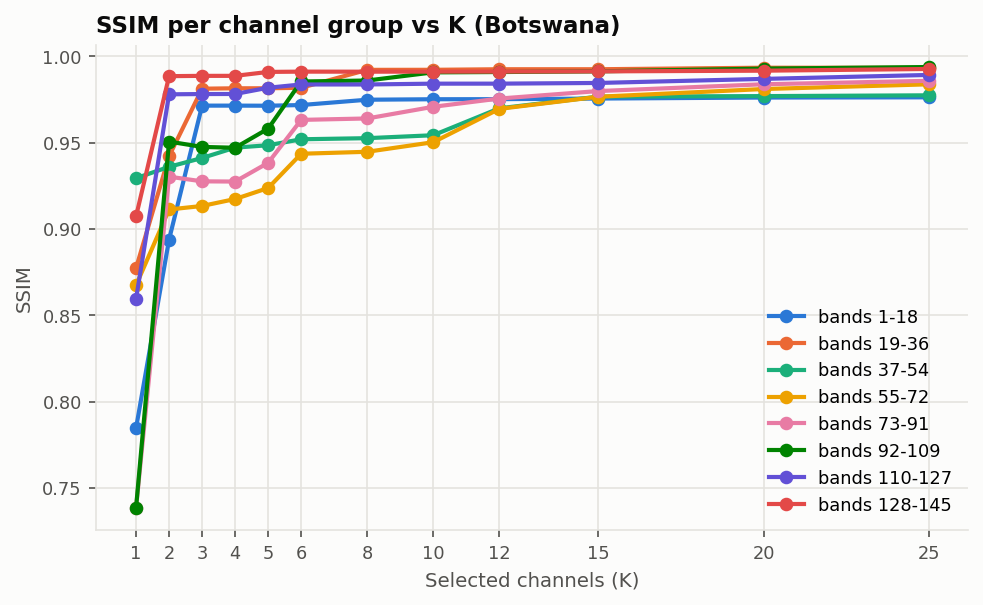 SSIM per channel group vs K (Botswana)
1.00
0.95
0.90
0.85
0.80
0.75
SSIM
bands 1-18
bands 19-36
bands 37-54
bands 55-72
bands 73-91
bands 92-109
bands 110-127
bands 128-145
1 2 3 4 5 6 8 10 12 15 20 25
Selected channels (K)